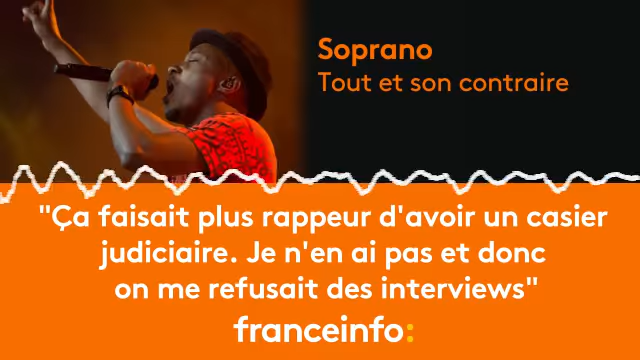 Soprano
Tout et son contraire
"Ça faisait plus rappeur d'avoir un casier
judiciaire. Je n'en ai pas et donc
on me refusait des interviews"
franceinfo: